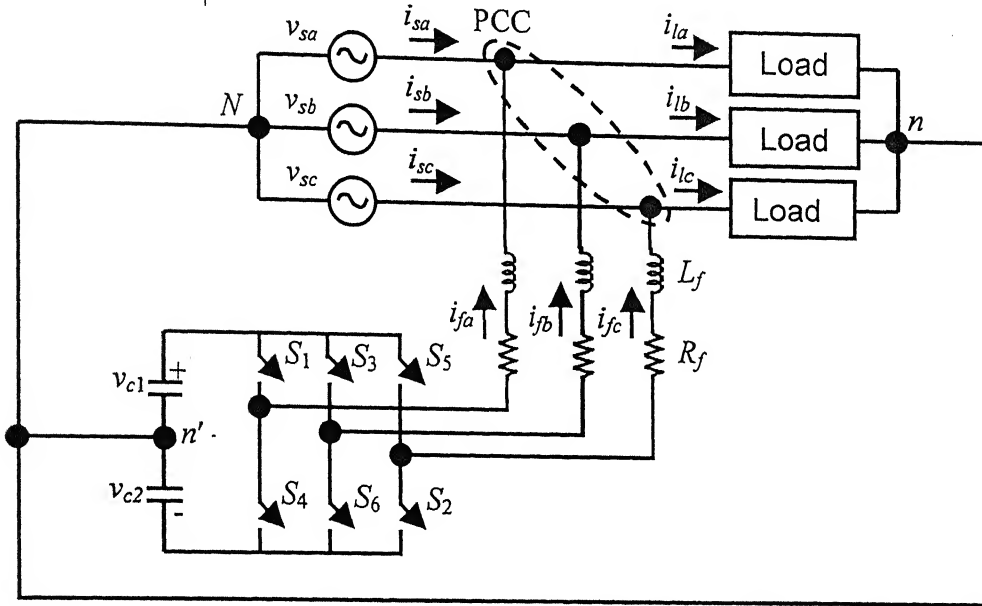 v_sa
i_sa
PCC
i_la
Load
N
v_sb
i_sb
i_lb
Load
n
v_sc
i_sc
i_lc
Load
i_fa
i_fb
i_fc
L_f
R_f
S_1
S_3
S_5
v_c1
+
n'
v_c2
-
S_4
S_6
S_2